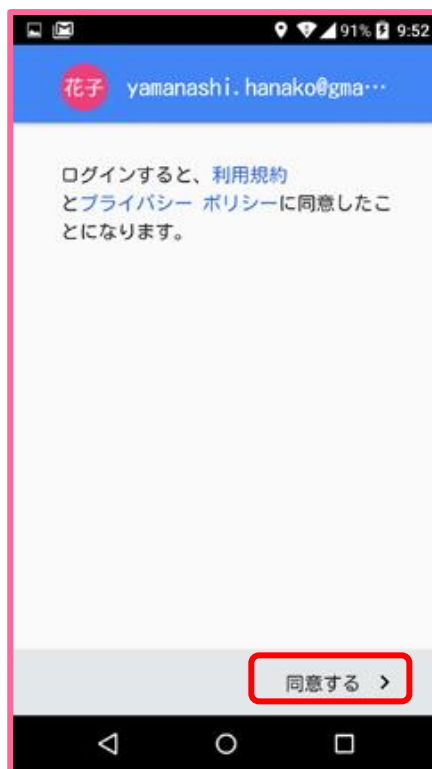 91% 9:52
花子 yamanashi.hanako@gma…
ログインすると、利用規約
とプライバシー ポリシーに同意したこ
とになります。
同意する >